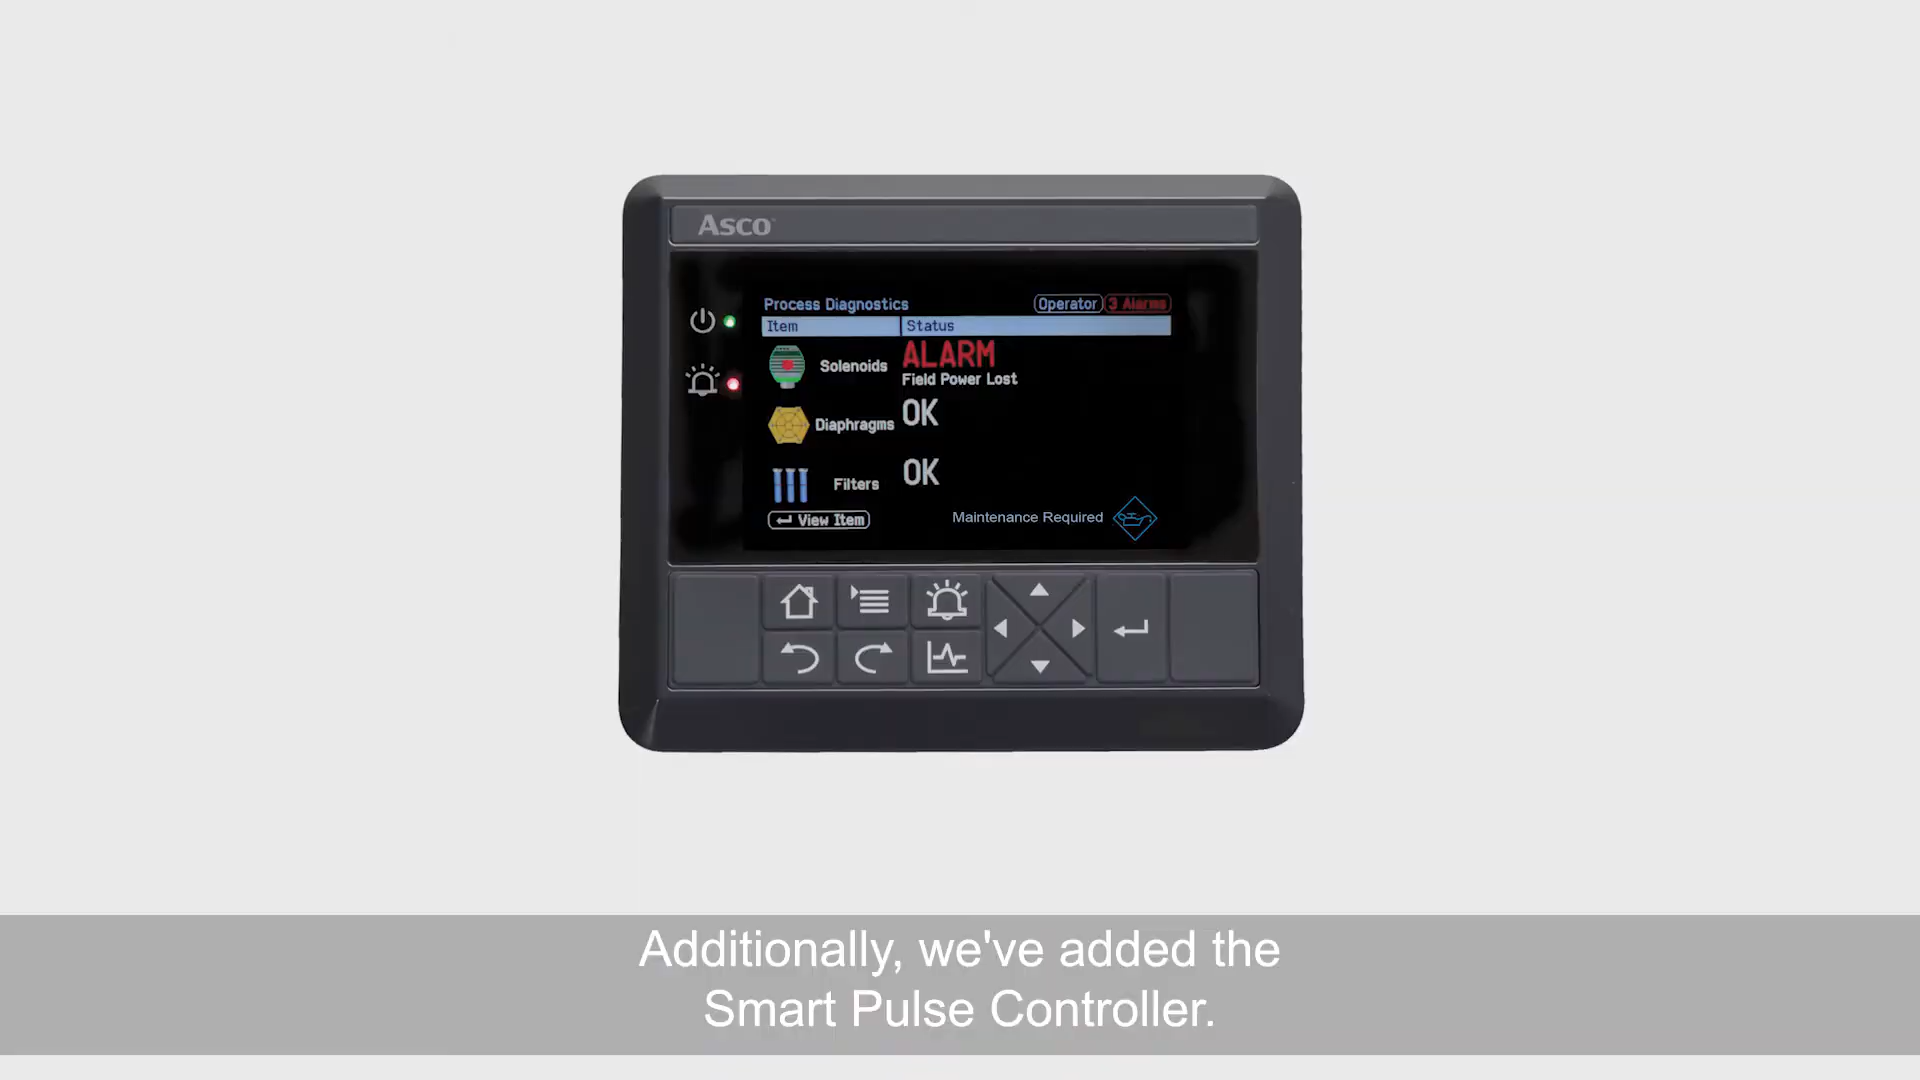 ASCO™
Process Diagnostics Operator 3 Alarms
Item Status
Solenoids ALARM
Field Power Lost
Diaphragms OK
Filters OK
View Item Maintenance Required
Additionally, we've added the
Smart Pulse Controller.